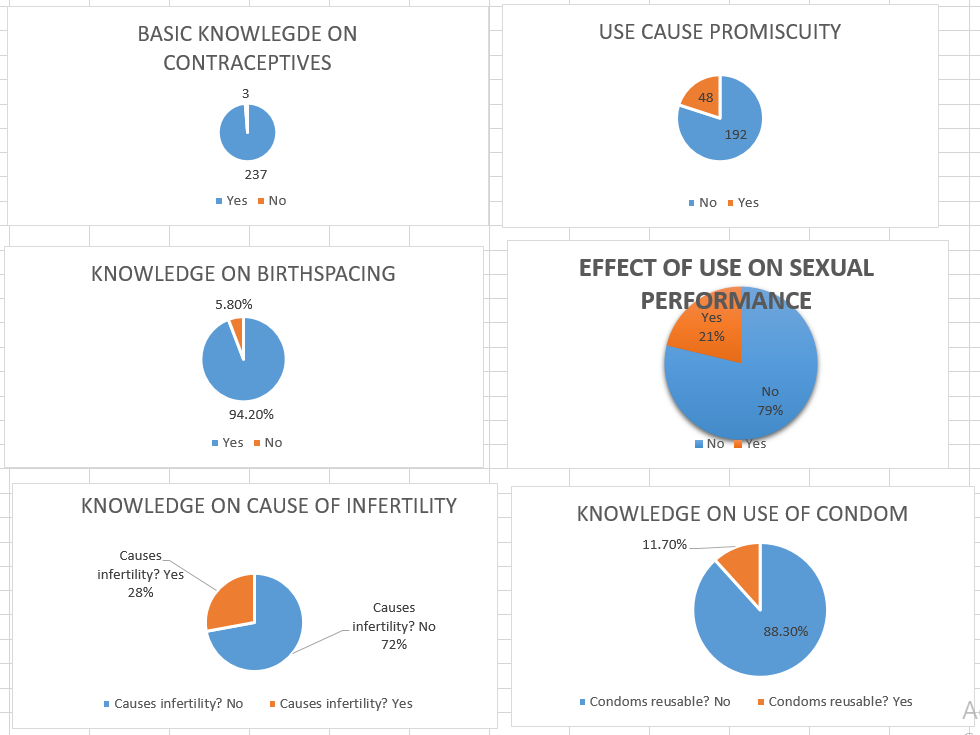 BASIC KNOWLEGDE ON
CONTRACEPTIVES
3
237
Yes No
USE CAUSE PROMISCUITY
48
192
No Yes
KNOWLEDGE ON BIRTHSPACING
5.80%
94.20%
Yes No
EFFECT OF USE ON SEXUAL
PERFORMANCE
Yes
21%
No
79%
No Yes
KNOWLEDGE ON CAUSE OF INFERTILITY
Causes
infertility? Yes
28%
Causes
infertility? No
72%
Causes infertility? No Causes infertility? Yes
KNOWLEDGE ON USE OF CONDOM
11.70%
88.30%
Condoms reusable? No Condoms reusable? Yes